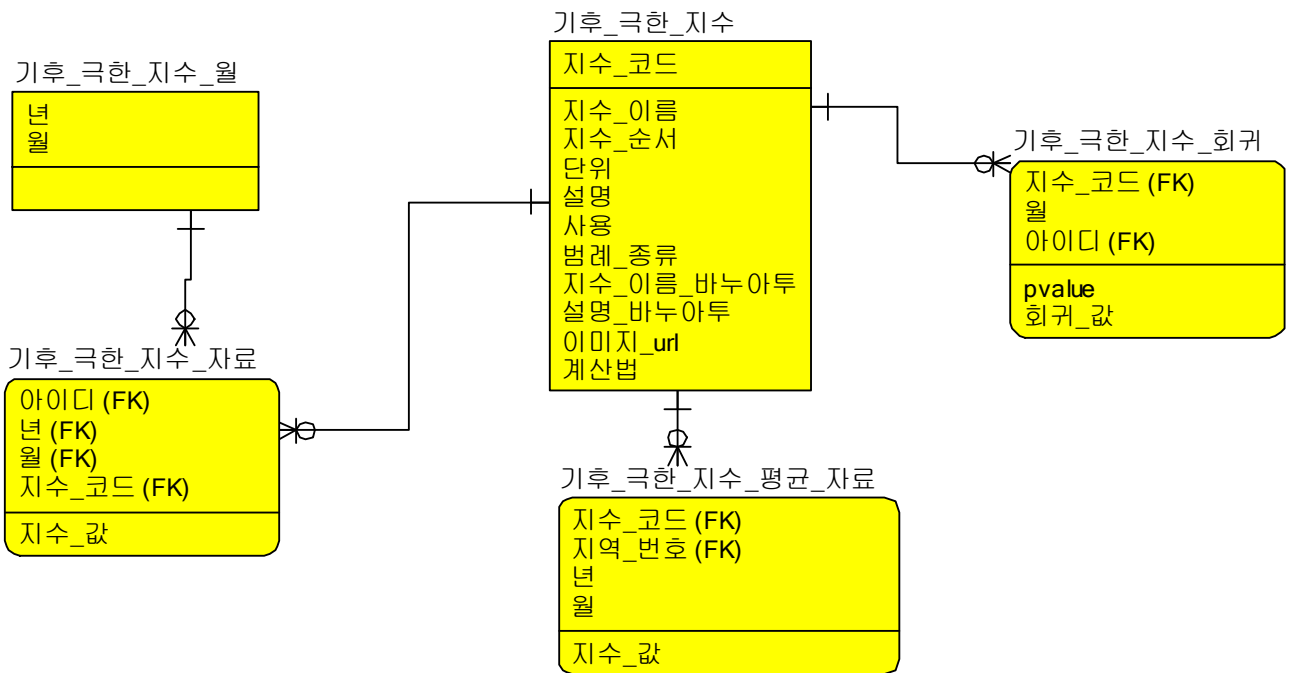 기후_극한_지수
지수_코드
지수_이름
지수_순서
단위
설명
사용
범례_종류
지수_이름_바누아투
설명_바누아투
이미지_url
계산법
기후_극한_지수_월
년
월
기후_극한_지수_회귀
지수_코드 (FK)
월
아이디 (FK)
pvalue
회귀_값
기후_극한_지수_자료
아이디 (FK)
년 (FK)
월 (FK)
지수_코드 (FK)
지수_값
기후_극한_지수_평균_자료
지수_코드 (FK)
지역_번호 (FK)
년
월
지수_값